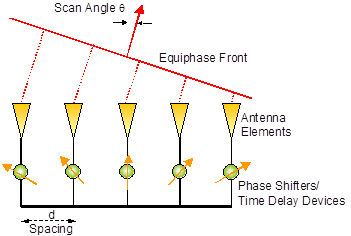 Scan Angle θ
Equiphase Front
Antenna
Elements
Phase Shifters/
Time Delay Devices
d
Spacing